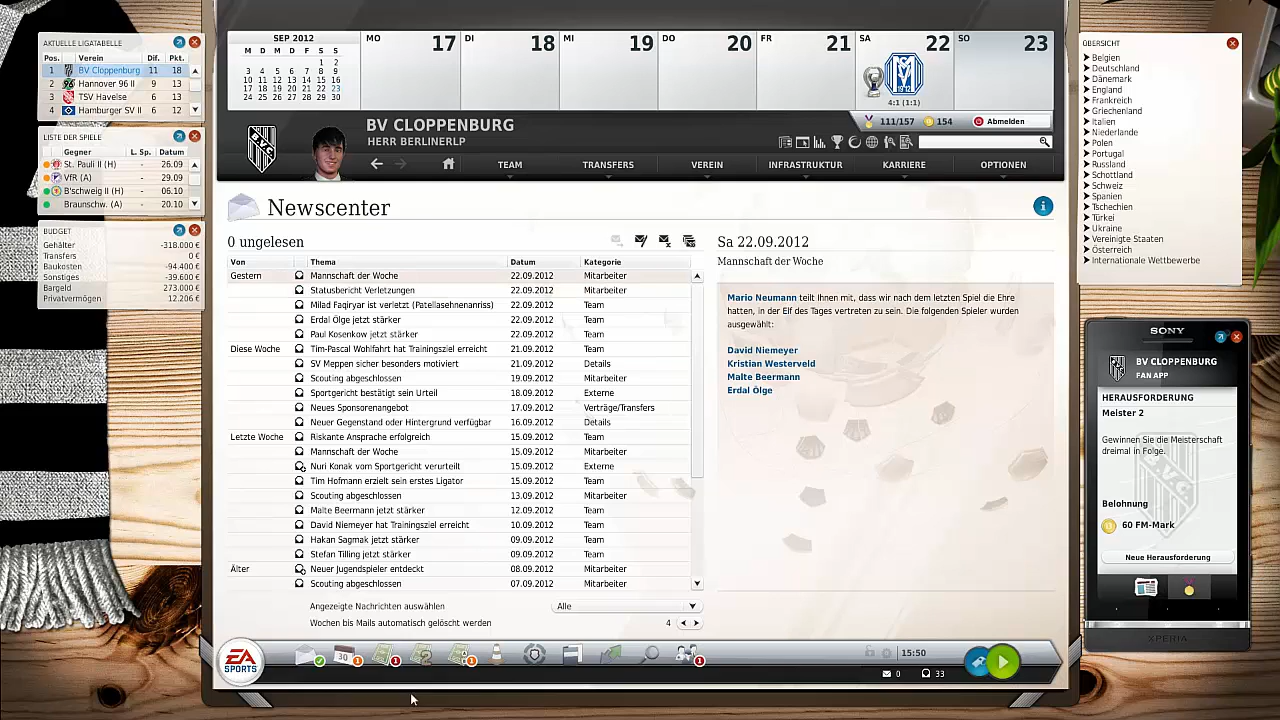 AKTUELLE LIGATABELLE
Pos. Verein Dif. Pkt.
1 BV Cloppenburg 11 18
2 Hannover 96 II 9 13
3 TSV Havelse 6 13
4 Hamburger SV II 6 12
LISTE DER SPIELE
Gegner L. Sp. Datum
St. Pauli II (H) - 26.09
VfR (A) - 29.09
B'schweig II (H) - 06.10
Braunschw. (A) - 20.10
BUDGET
Gehälter -318.000 €
Transfers 0 €
Baukosten -94.400 €
Sonstiges -39.600 €
Bargeld 273.000 €
Privatvermögen 12.206 €
SEP 2012
M D M D F S S
1 2
3 4 5 6 7 8 9
10 11 12 13 14 15 16
17 18 19 20 21 22 23
24 25 26 27 28 29 30
MO 17
DI 18
MI 19
DO 20
FR 21
SA 22
4:1 (1:1)
SO 23
111/157 154 Abmelden
BV CLOPPENBURG
HERR BERLINERLP
TEAM TRANSFERS VEREIN INFRASTRUKTUR KARRIERE OPTIONEN
Newscenter
0 ungelesen
Von Thema Datum Kategorie
Gestern Mannschaft der Woche 22.09.2012 Mitarbeiter
Statusbericht Verletzungen 22.09.2012 Mitarbeiter
Milad Faqiryar ist verletzt (Patellasehnenanriss) 22.09.2012 Team
Erdal Ölge jetzt stärker 22.09.2012 Team
Paul Kosenkow jetzt stärker 22.09.2012 Team
Diese Woche Tim-Pascal Wohlfahrt hat Trainingsziel erreicht 21.09.2012 Team
SV Meppen sicher besonders motiviert 21.09.2012 Details
Scouting abgeschlossen 19.09.2012 Mitarbeiter
Sportgericht bestätigt sein Urteil 18.09.2012 Externe
Neues Sponsorenangebot 17.09.2012 Verträge/Transfers
Neuer Gegenstand oder Hintergrund verfügbar 16.09.2012 Details
Letzte Woche Riskante Ansprache erfolgreich 15.09.2012 Team
Mannschaft der Woche 15.09.2012 Mitarbeiter
Nuri Konak vom Sportgericht verurteilt 15.09.2012 Externe
Tim Hofmann erzielt sein erstes Ligator 15.09.2012 Team
Scouting abgeschlossen 13.09.2012 Mitarbeiter
Malte Beermann jetzt stärker 12.09.2012 Team
David Niemeyer hat Trainingsziel erreicht 10.09.2012 Team
Hakan Sagmak jetzt stärker 09.09.2012 Team
Stefan Tilling jetzt stärker 09.09.2012 Team
Älter Neuer Jugendspieler entdeckt 08.09.2012 Mitarbeiter
Scouting abgeschlossen 07.09.2012 Mitarbeiter
Angezeigte Nachrichten auswählen Alle
Wochen bis Mails automatisch gelöscht werden 4
Sa 22.09.2012
Mannschaft der Woche
Mario Neumann teilt Ihnen mit, dass wir nach dem letzten Spiel die Ehre
hatten, in der Elf des Tages vertreten zu sein. Die folgenden Spieler wurden
ausgewählt:
David Niemeyer
Kristian Westerveld
Malte Beermann
Erdal Ölge
EA
SPORTS
30
1
1
1
1
15:50
0 33
ÜBERSICHT
Belgien
Deutschland
Dänemark
England
Frankreich
Griechenland
Italien
Niederlande
Polen
Portugal
Russland
Schottland
Schweiz
Spanien
Tschechien
Türkei
Ukraine
Vereinigte Staaten
Österreich
Internationale Wettbewerbe
SONY
BV CLOPPENBURG
FAN APP
HERAUSFORDERUNG
Meister 2
Gewinnen Sie die Meisterschaft
dreimal in Folge.
Belohnung
60 FM-Mark
Neue Herausforderung
XPERIA